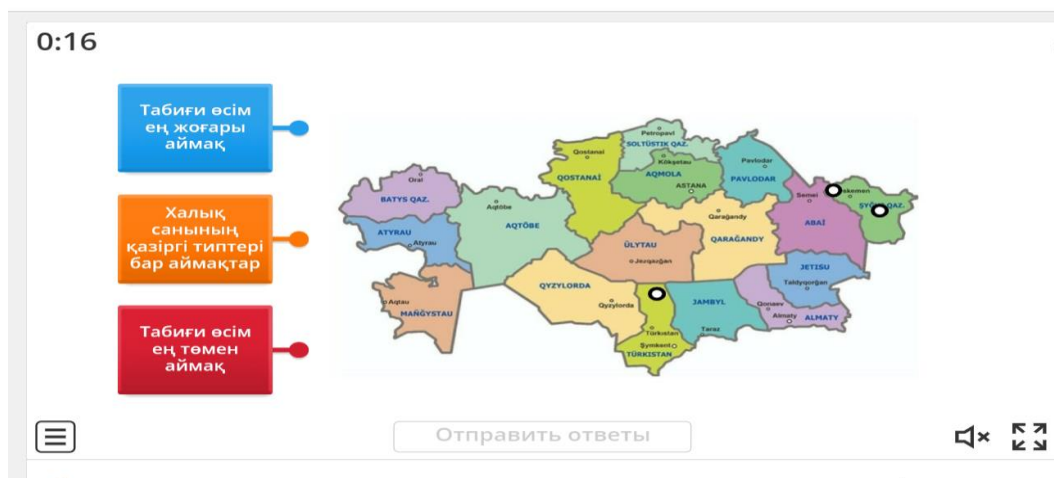 0:16
Табиғи өсім
ең жоғары
аймақ
Халық
санының
қазіргі типтері
бар аймақтар
Табиғи өсім
ең төмен
аймақ
Petropavl
SOLTÜSTIK QAZ.
Qostanai
Kökşetau
Pavlodar
QOSTANAİ
AQMOLA
ASTANA
PAVLODAR
Oral
BATYS QAZ.
Semei
Aqtöbe
Qarağandy
ABAİ
ATYRAU
AQTÖBE
Atyrau
ÜLYTAU
QARAĞANDY
Jezqazğan
JETISU
Taldyqorğan
QYZYLORDA
Aqtau
Qyzylorda
JAMBYL
Qonaev
MAÑĞYSTAU
Almaty
ALMATY
Türkistan
Taraz
Şymkent
TÜRKISTAN
Отправить ответы